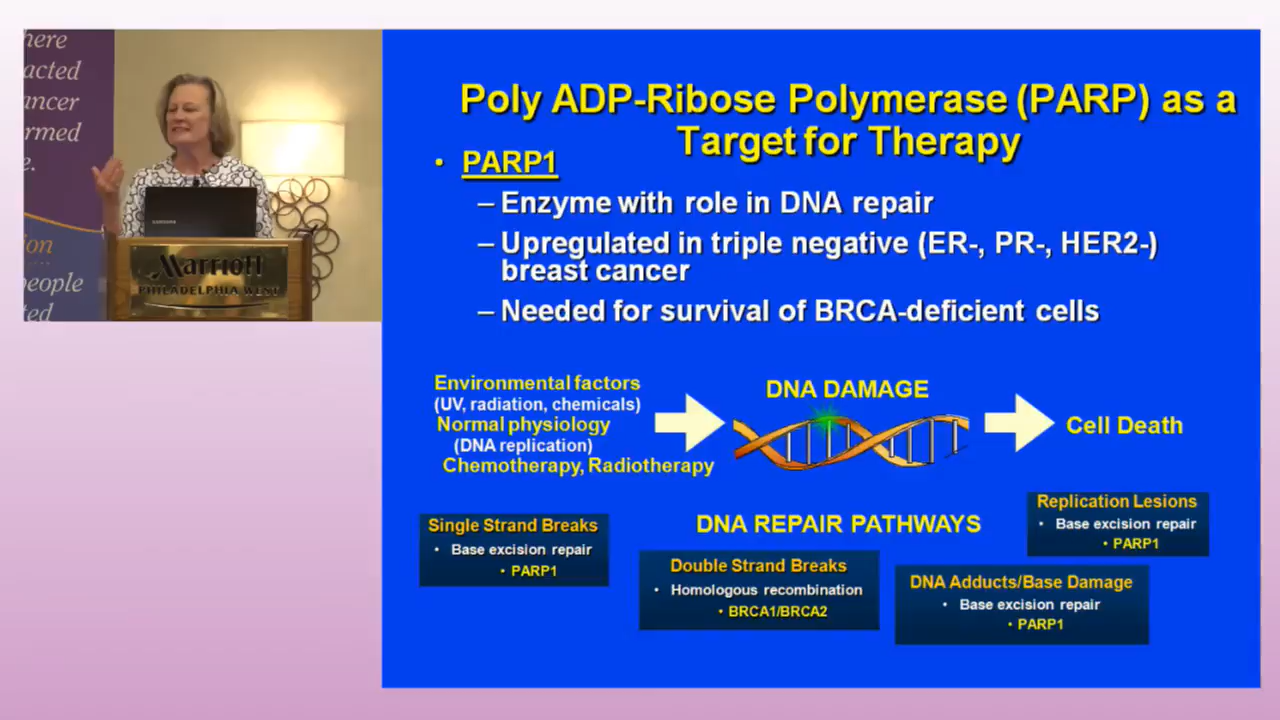 here
acted
ancer
rmed
e.
ion
people
ted
SAMSUNG
Marriott
PHILADELPHIA WEST
Poly ADP-Ribose Polymerase (PARP) as a
Target for Therapy
• PARP1
– Enzyme with role in DNA repair
– Upregulated in triple negative (ER-, PR-, HER2-)
breast cancer
– Needed for survival of BRCA-deficient cells
Environmental factors
(UV, radiation, chemicals)
Normal physiology
(DNA replication)
Chemotherapy, Radiotherapy
DNA DAMAGE
Cell Death
DNA REPAIR PATHWAYS
Single Strand Breaks
• Base excision repair
• PARP1
Double Strand Breaks
• Homologous recombination
• BRCA1/BRCA2
DNA Adducts/Base Damage
• Base excision repair
• PARP1
Replication Lesions
• Base excision repair
• PARP1